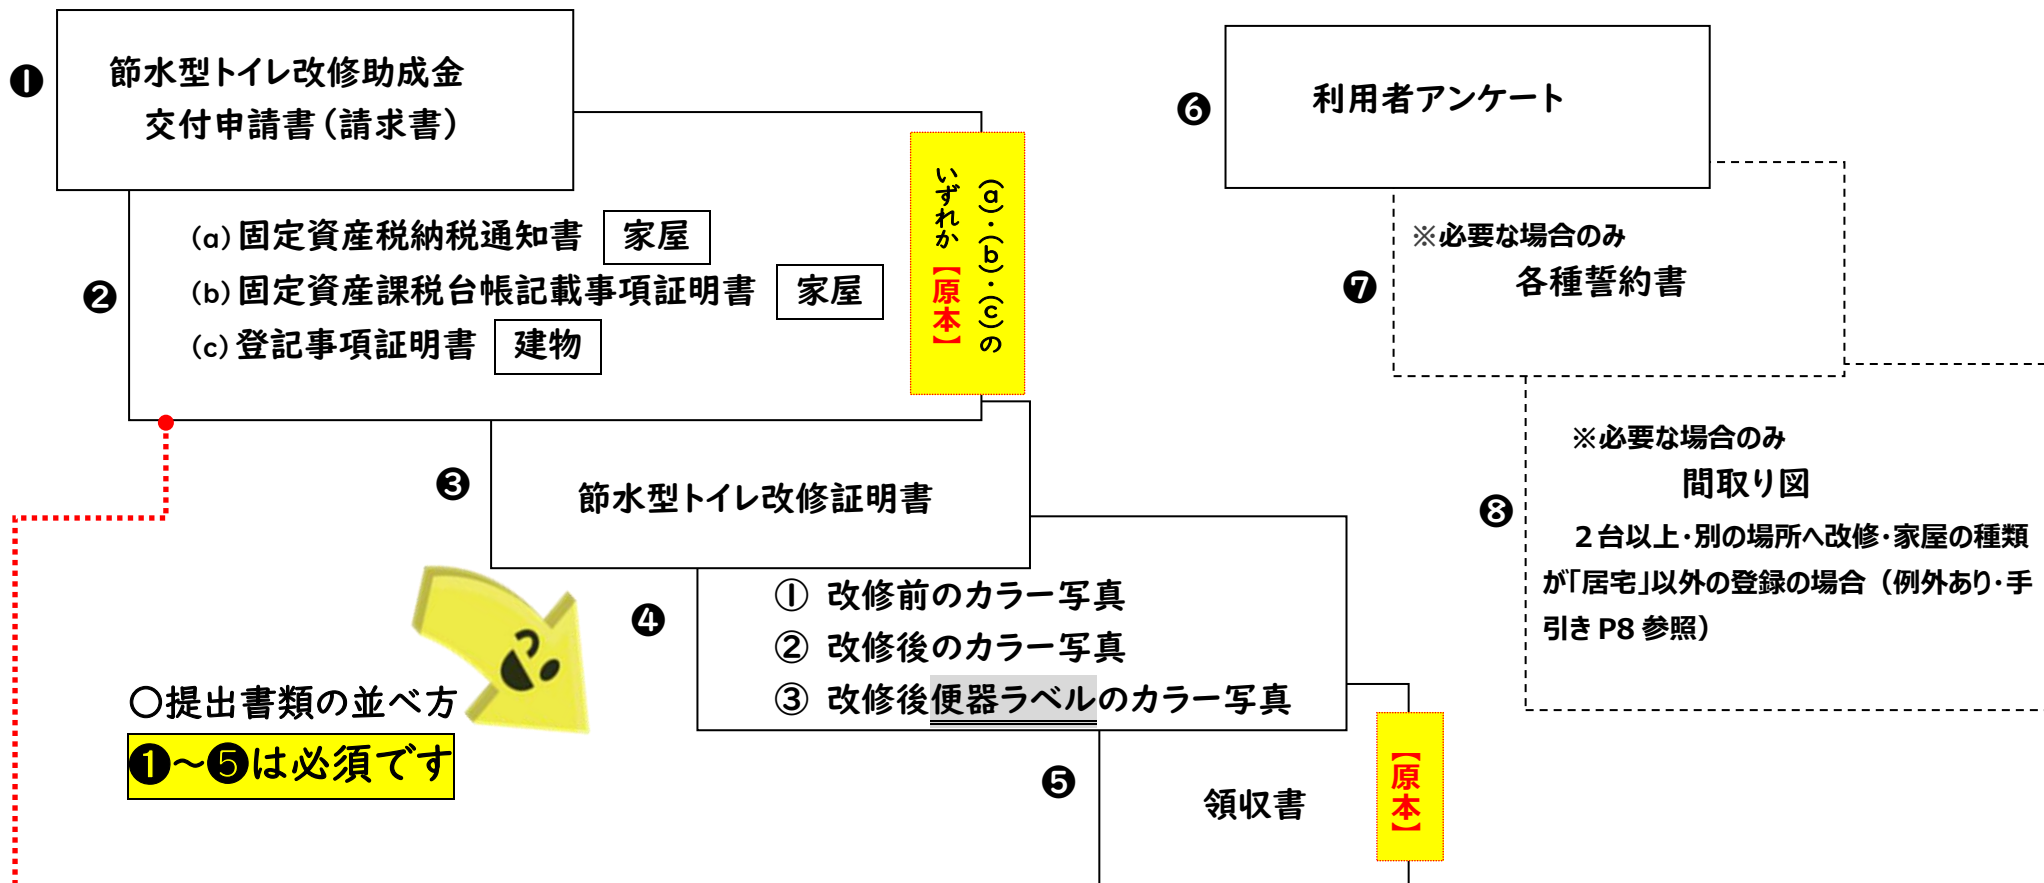 ❶
節水型トイレ改修助成金
交付申請書(請求書)
❷
(a)固定資産税納税通知書 家屋
(b)固定資産課税台帳記載事項証明書 家屋
(c)登記事項証明書 建物
(a)・(b)・(c)の
いずれか【原本】
❸
節水型トイレ改修証明書
❹
① 改修前のカラー写真
② 改修後のカラー写真
③ 改修後便器ラベルのカラー写真
○提出書類の並べ方
❶~❺は必須です
❺
領収書
【原本】
❻
利用者アンケート
❼
※必要な場合のみ
各種誓約書
❽
※必要な場合のみ
間取り図
2台以上・別の場所へ改修・家屋の種類
が「居宅」以外の登録の場合(例外あり・手
引き P8 参照)